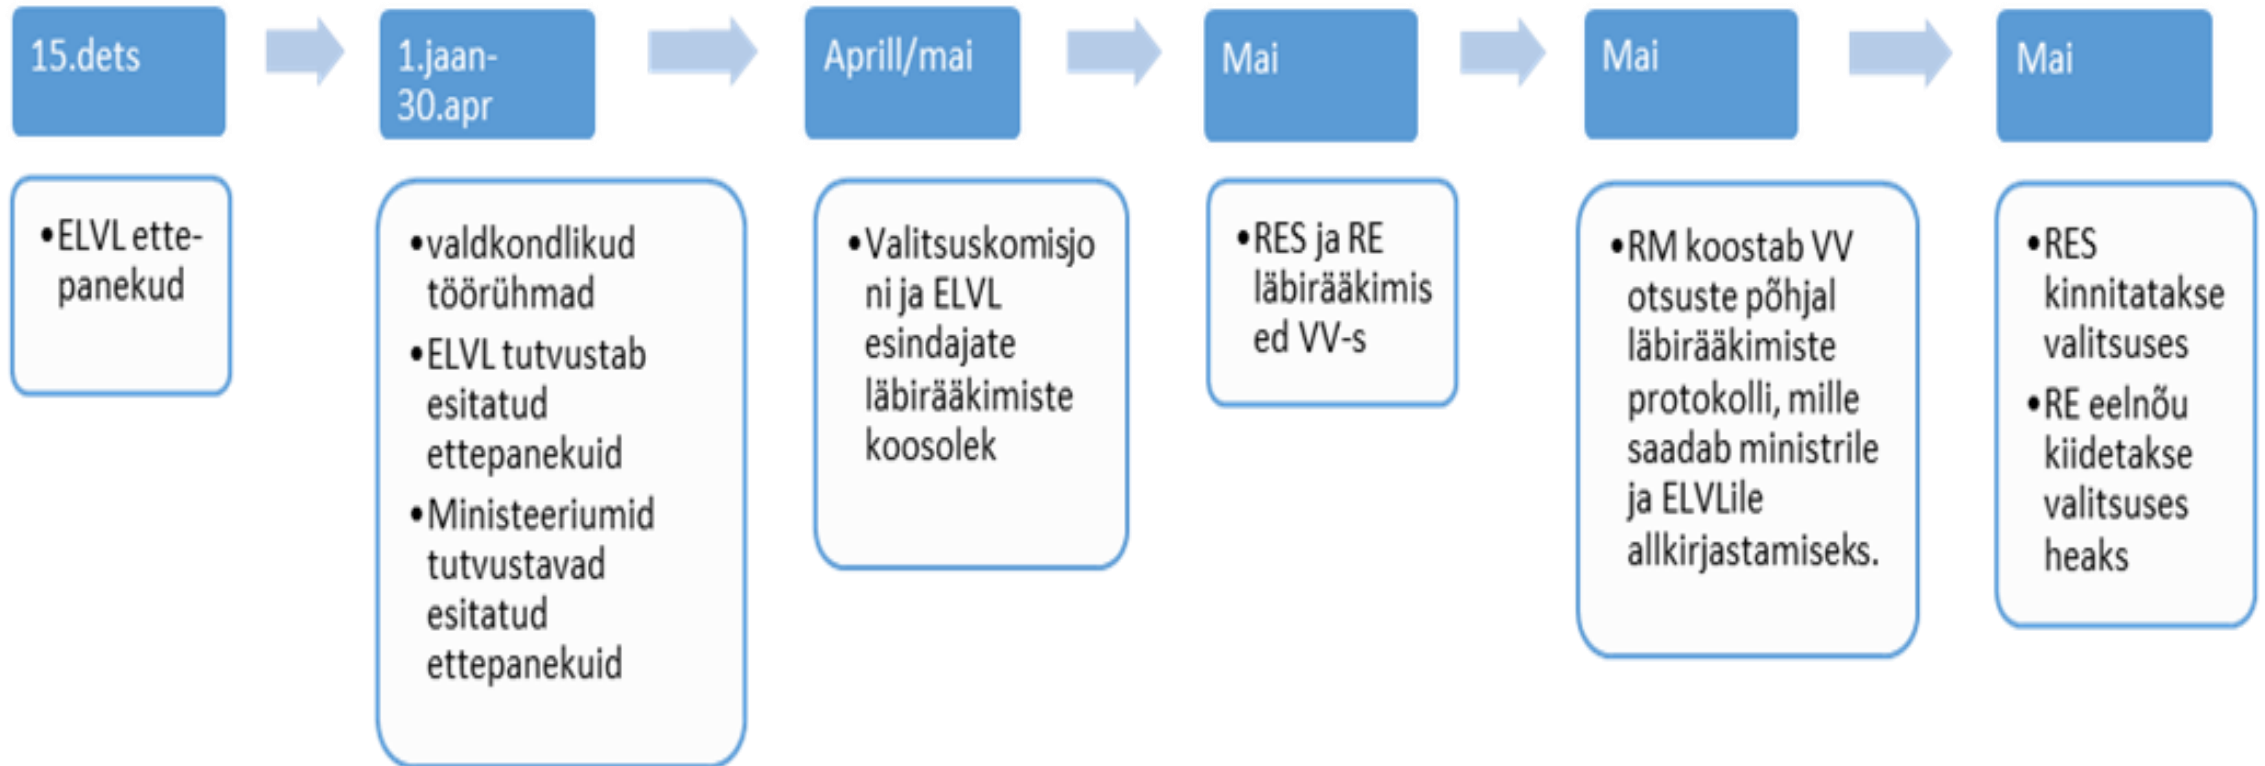 15.dets
1.jaan-
30.apr
Aprill/mai
Mai
Mai
Mai
•ELVL ette-
panekud
•valdkondlikud
töörühmad
•ELVL tutvustab
esitatud
ettepanekuid
•Ministeeriumid
tutvustavad
esitatud
ettepanekuid
•Valitsuskomisjo
ni ja ELVL
esindajate
läbirääkimiste
koosolek
•RES ja RE
läbirääkimis
ed VV-s
•RM koostab VV
otsuste põhjal
läbirääkimiste
protokolli, mille
saadab ministrile
ja ELVLile
allkirjastamiseks.
•RES
kinnitatakse
valitsuses
•RE eelnõu
kiidetakse
valitsuses
heaks